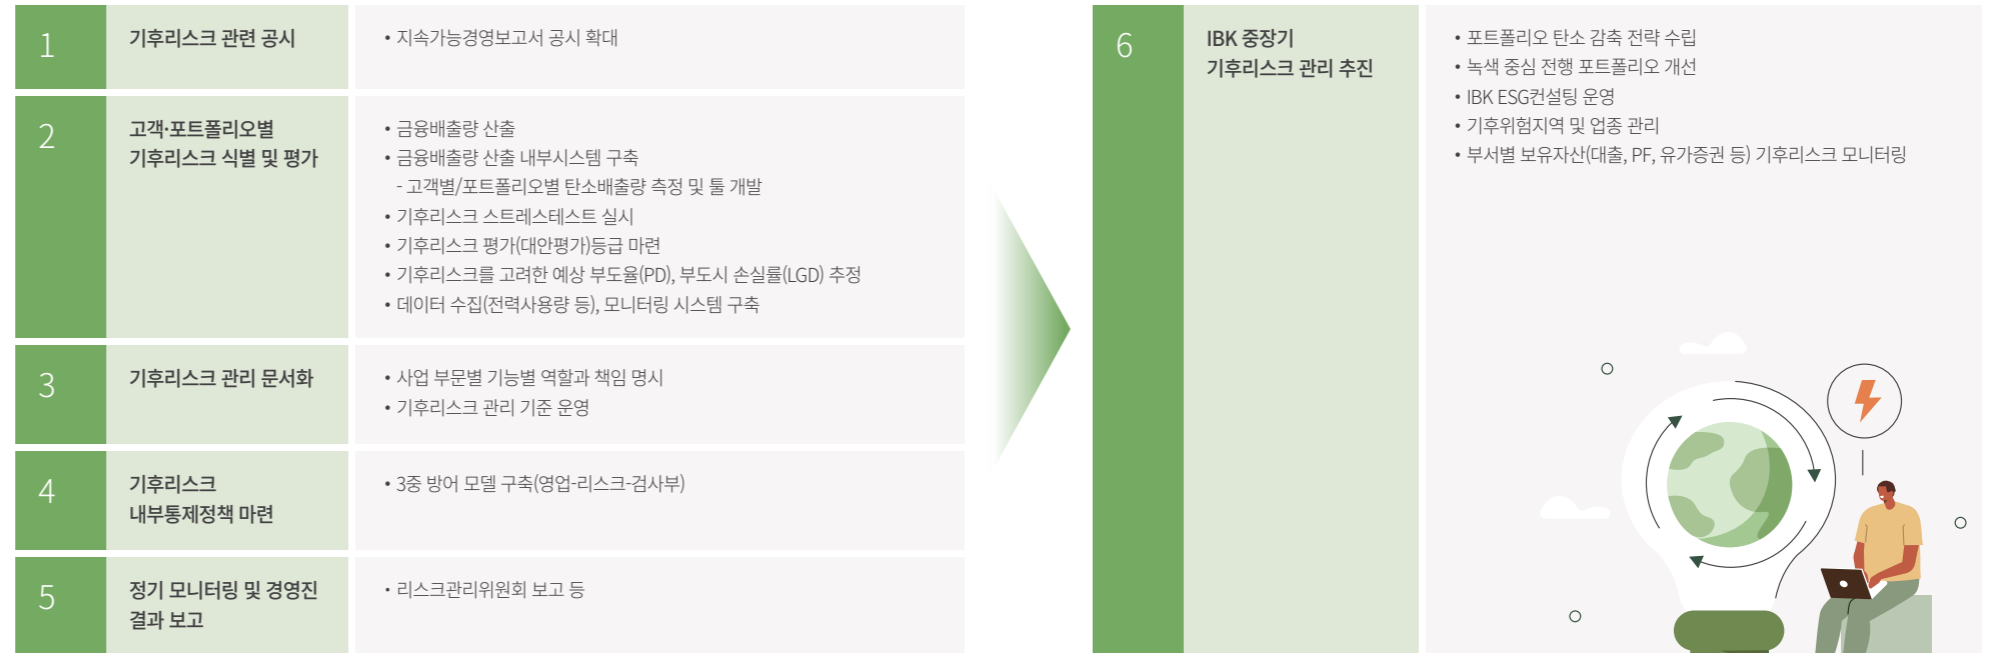 1
기후리스크 관련 공시
• 지속가능경영보고서 공시 확대
2
고객·포트폴리오별
기후리스크 식별 및 평가
• 금융배출량 산출
• 금융배출량 산출 내부시스템 구축
- 고객별/포트폴리오별 탄소배출량 측정 및 툴 개발
• 기후리스크 스트레스테스트 실시
• 기후리스크 평가(대안평가)등급 마련
• 기후리스크를 고려한 예상 부도율(PD), 부도시 손실률(LGD) 추정
• 데이터 수집(전력사용량 등), 모니터링 시스템 구축
3
기후리스크 관리 문서화
• 사업 부문별 기능별 역할과 책임 명시
• 기후리스크 관리 기준 운영
4
기후리스크
내부통제정책 마련
• 3중 방어 모델 구축(영업-리스크-검사부)
5
정기 모니터링 및 경영진
결과 보고
• 리스크관리위원회 보고 등
6
IBK 중장기
기후리스크 관리 추진
• 포트폴리오 탄소 감축 전략 수립
• 녹색 중심 전행 포트폴리오 개선
• IBK ESG컨설팅 운영
• 기후위험지역 및 업종 관리
• 부서별 보유자산(대출, PF, 유가증권 등) 기후리스크 모니터링